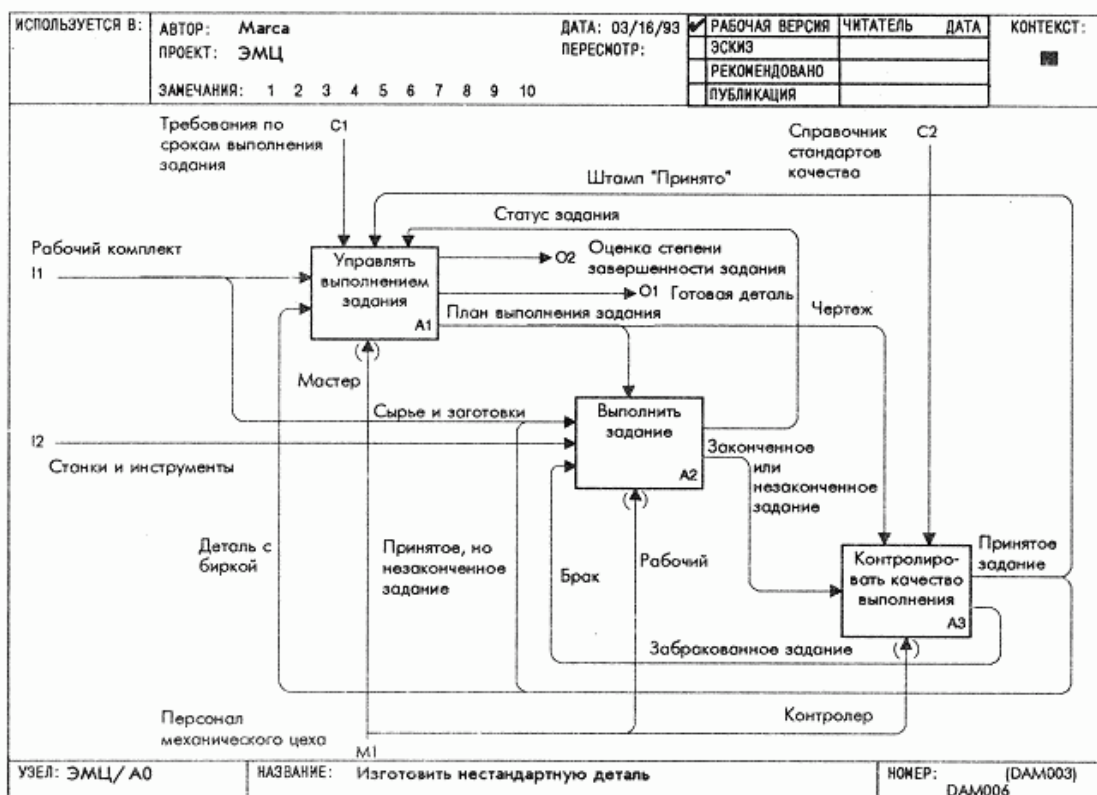 ИСПОЛЬЗУЕТСЯ В:
АВТОР: Marca
ПРОЕКТ: ЭМЦ
ЗАМЕЧАНИЯ: 1 2 3 4 5 6 7 8 9 10
ДАТА: 03/16/93
ПЕРЕСМОТР:
РАБОЧАЯ ВЕРСИЯ
ЭСКИЗ
РЕКОМЕНДОВАНО
ПУБЛИКАЦИЯ
ЧИТАТЕЛЬ ДАТА
КОНТЕКСТ:
Требования по
срокам выполнения
задания
C1
Справочник
стандартов
качества
C2
Штамп "Принято"
Статус задания
Рабочий комплект
I1
Управлять
выполнением
задания
A1
O2 Оценка степени
завершенности задания
O1 Готовая деталь
План выполнения задания
Чертеж
Мастер
Сырье и заготовки
I2
Станки и инструменты
Выполнить
задание
A2
Законченное
или
незаконченное
задание
Деталь с
биркой
Принятое, но
незаконченное
задание
Брак
Рабочий
Контролиро-
вать качество
выполнения
A3
Принятое
задание
Забракованное задание
Персонал
механического цеха
M1
Контролер
УЗЕЛ: ЭМЦ/A0
НАЗВАНИЕ: Изготовить нестандартную деталь
НОМЕР: (DAM003)
DAM006